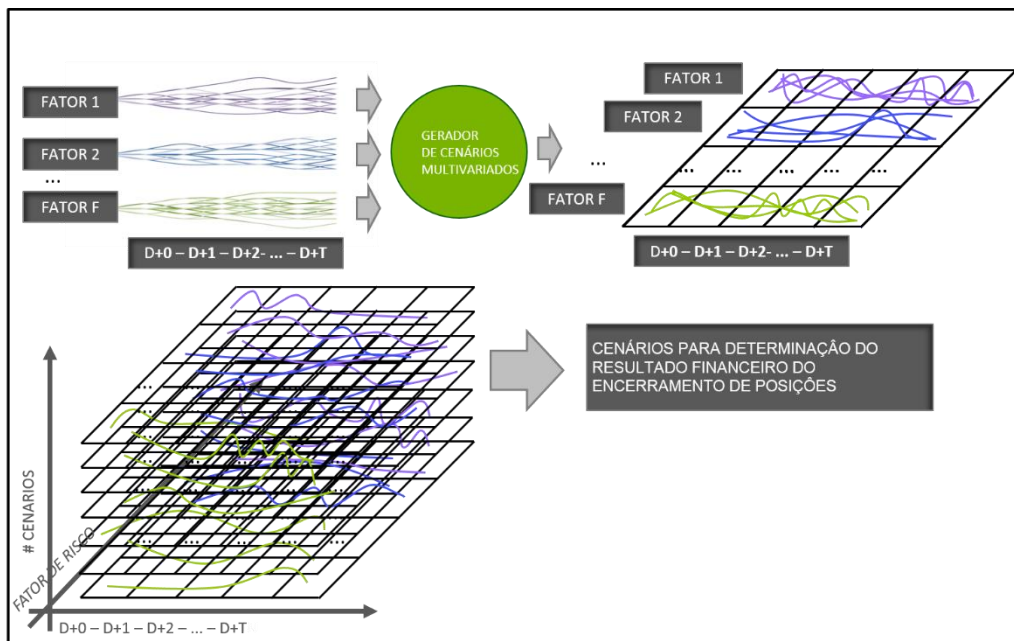 FATOR 1
FATOR 2
...
FATOR F
D+0 – D+1 – D+2- ... – D+T
GERADOR
DE CENÁRIOS
MULTIVARIADOS
FATOR 1
FATOR 2
...
FATOR F
... ... ... ... ...
D+0 – D+1 – D+2- ... – D+T
# CENARIOS
FATOR DE RISCO
D+0 – D+1 – D+2 – ... – D+T
CENÁRIOS PARA DETERMINAÇÂO DO
RESULTADO FINANCEIRO DO
ENCERRAMENTO DE POSIÇÕES